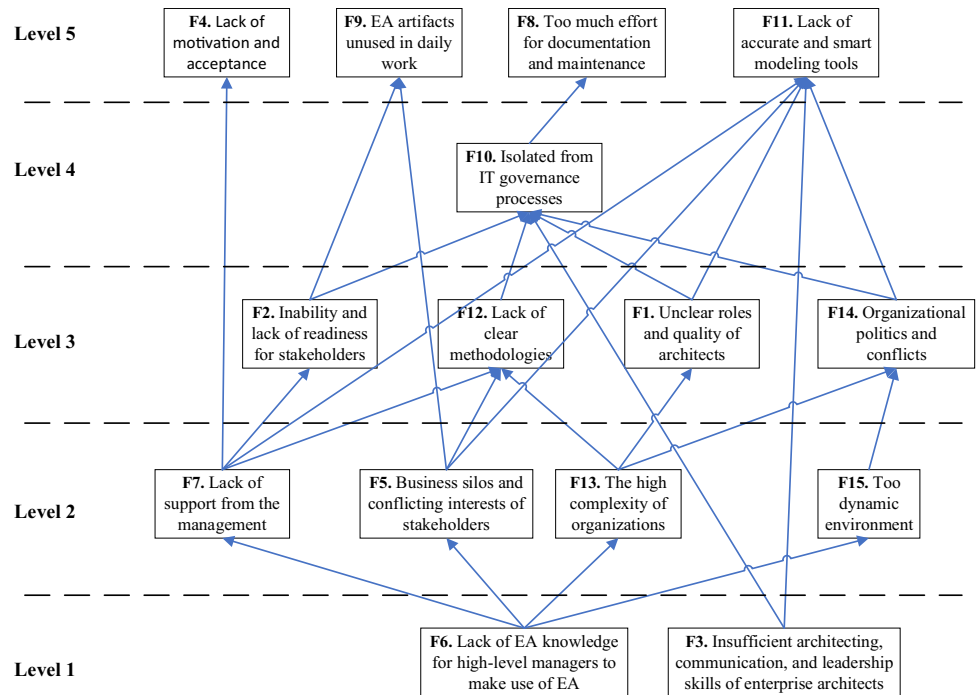 Level 5
F4. Lack of
motivation and
acceptance
F9. EA artifacts
unused in daily
work
F8. Too much effort
for documentation
and maintenance
F11. Lack of
accurate and smart
modeling tools
Level 4
F10. Isolated from
IT governance
processes
Level 3
F2. Inability and
lack of readiness
for stakeholders
F12. Lack of
clear
methodologies
F1. Unclear roles
and quality of
architects
F14. Organizational
politics and
conflicts
Level 2
F7. Lack of
support from the
management
F5. Business silos and
conflicting interests of
stakeholders
F13. The high
complexity of
organizations
F15. Too
dynamic
environment
Level 1
F6. Lack of EA knowledge
for high-level managers to
make use of EA
F3. Insufficient architecting,
communication, and leadership
skills of enterprise architects